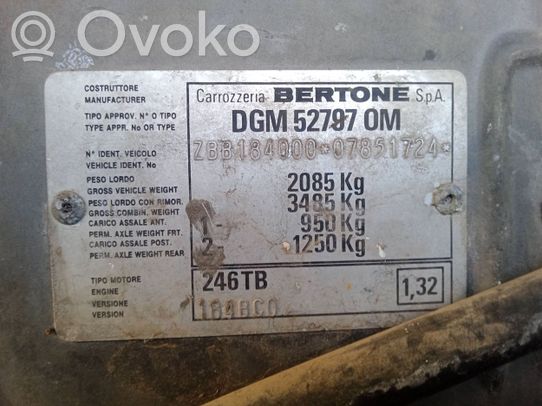 Ovoko
COSTRUTTORE
MANUFACTURER
Carrozzeria BERTONE S.p.A.
TIPO APPROV. N° O TIPO
TYPE APPR. No OR TYPE
DGM 52797 OM
N° IDENT. VEICOLO
VEHICLE IDENT. No
ZBB184000*07851724*
PESO LORDO
GROSS VEHICLE WEIGHT
2085 Kg
PESO LORDO CON RIMOR.
GROSS COMBIN. WEIGHT
3485 Kg
CARICO ASSALE ANT.
PERM. AXLE WEIGHT FRT.
1- 950 Kg
CARICO ASSALE POST.
PERM. AXLE WEIGHT REAR
2- 1250 Kg
TIPO MOTORE
ENGINE
246TB
1,32
VERSIONE
VERSION
184BC0